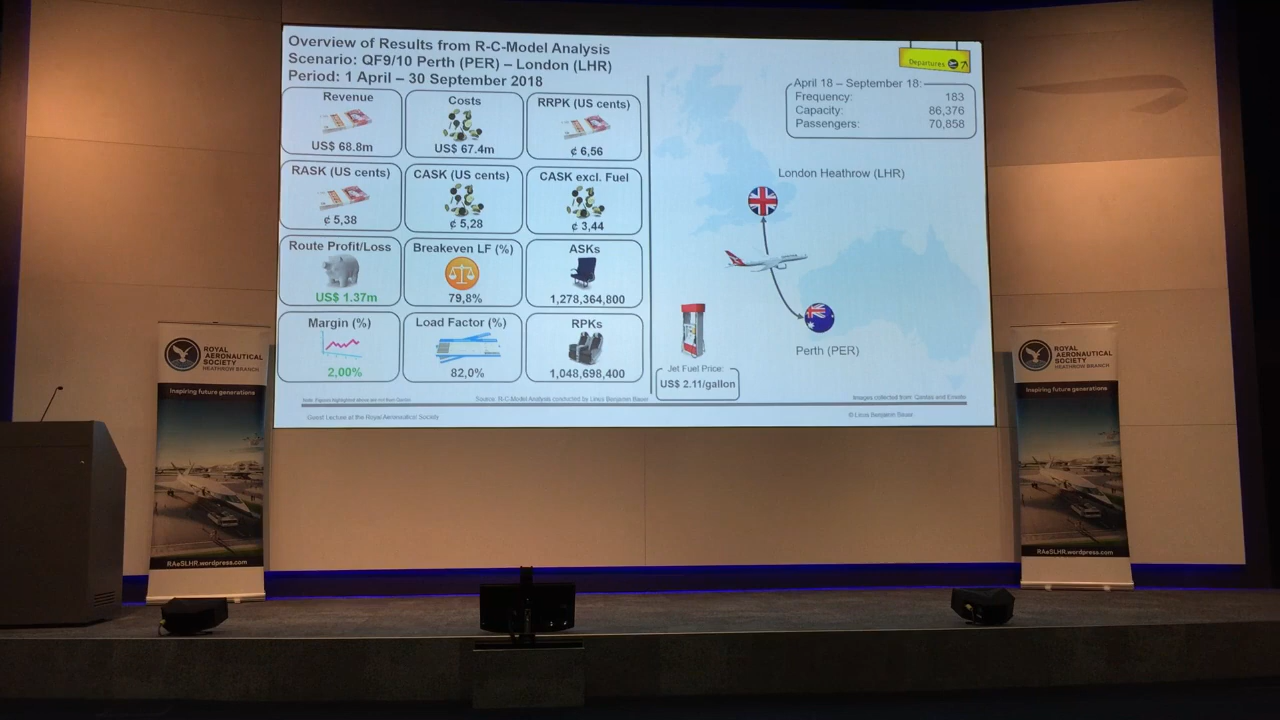 Overview of Results from R-C-Model Analysis
Scenario: QF9/10 Perth (PER) – London (LHR)
Period: 1 April – 30 September 2018
Departures
Revenue
US$ 68.8m
Costs
US$ 67.4m
RRPK (US cents)
¢ 6,56
RASK (US cents)
¢ 5,38
CASK (US cents)
¢ 5,28
CASK excl. Fuel
¢ 3,44
Route Profit/Loss
US$ 1.37m
Breakeven LF (%)
79,8%
ASKs
1,278,364,800
Margin (%)
2,00%
Load Factor (%)
82,0%
RPKs
1,048,698,400
April 18 – September 18:
Frequency: 183
Capacity: 86,376
Passengers: 70,858
London Heathrow (LHR)
Perth (PER)
Jet Fuel Price:
US$ 2.11/gallon
Source: R-C-Model Analysis conducted by Linus Benjamin Bauer
Images collected from: Qantas and Emirates
Guest Lecture at the Royal Aeronautical Society
© Linus Benjamin Bauer
ROYAL
AERONAUTICAL
SOCIETY
HEATHROW BRANCH
Inspiring future generations
RAeSLHR.wordpress.com
ROYAL
AERONAUTICAL
SOCIETY
HEATHROW BRANCH
Inspiring future generations
RAeSLHR.wordpress.com